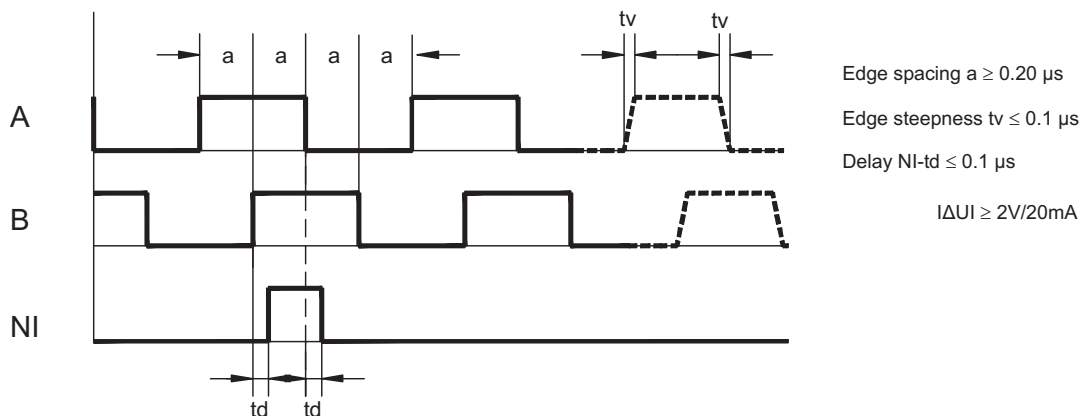 tv tv
a a a a
Edge spacing a ≥ 0.20 µs
A
Edge steepness tv ≤ 0.1 µs
Delay NI-td ≤ 0.1 µs
B
IΔUI ≥ 2V/20mA
NI
td td